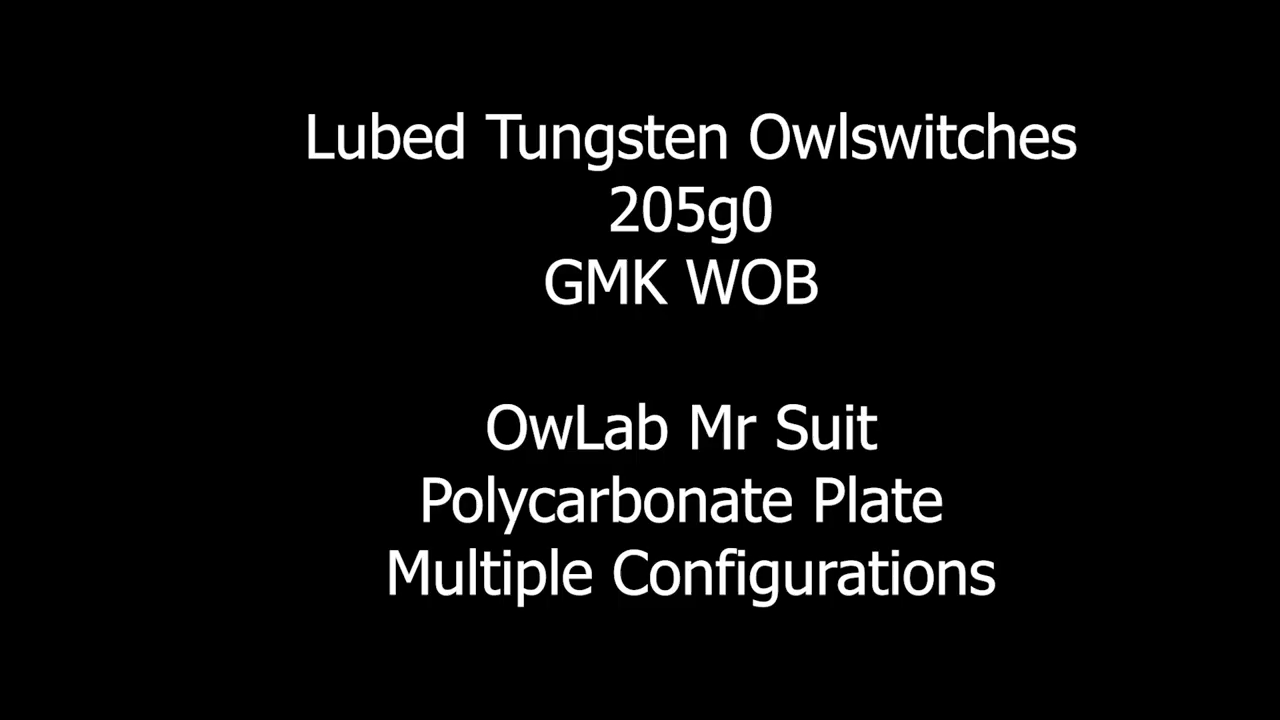 Lubed Tungsten Owlswitches
205g0
GMK WOB
OwLab Mr Suit
Polycarbonate Plate
Multiple Configurations